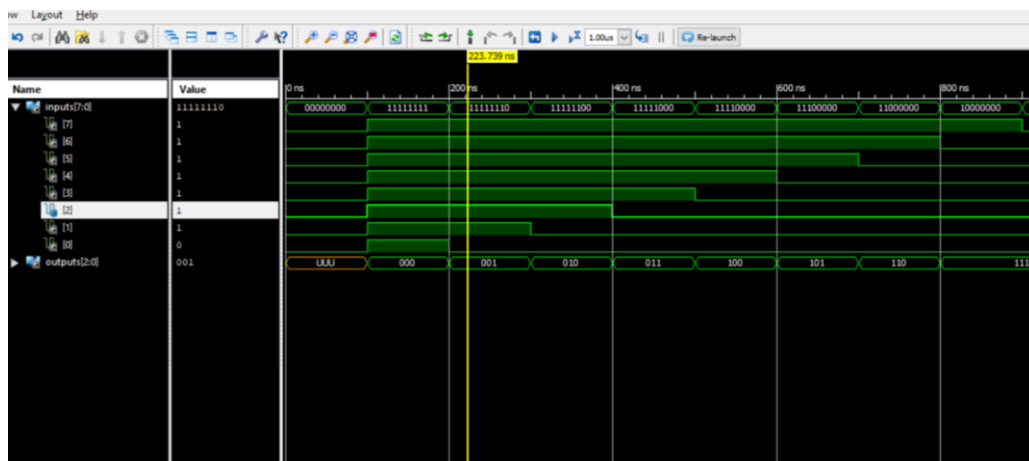 ow Layout Help
1.00us Re-launch
223.739 ns
Name Value 0 ns 200 ns 400 ns 600 ns 800 ns
inputs[7:0] 11111110 00000000 11111111 11111110 11111100 11111000 11110000 11100000 11000000 10000000
[7] 1
[6] 1
[5] 1
[4] 1
[3] 1
[2] 1
[1] 1
[0] 0
outputs[2:0] 001 UUU 000 001 010 011 100 101 110 111